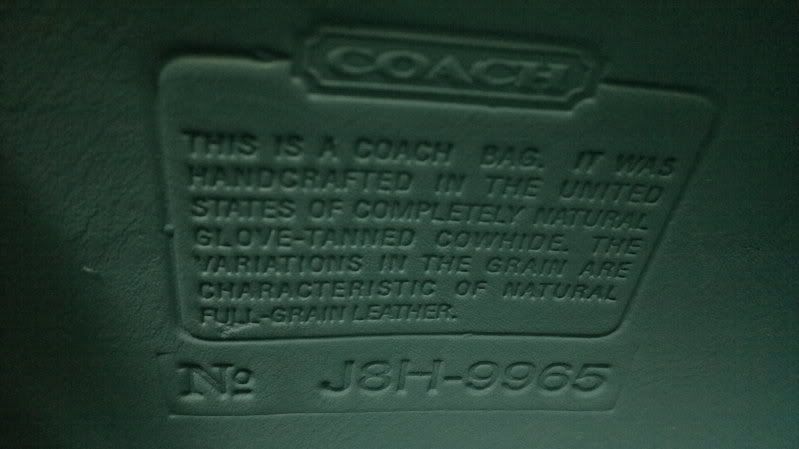 COACH
THIS IS A COACH BAG. IT WAS
HANDCRAFTED IN THE UNITED
STATES OF COMPLETELY NATURAL
GLOVE-TANNED COWHIDE. THE
VARIATIONS IN THE GRAIN ARE
CHARACTERISTIC OF NATURAL
FULL-GRAIN LEATHER.
No J8H-9965